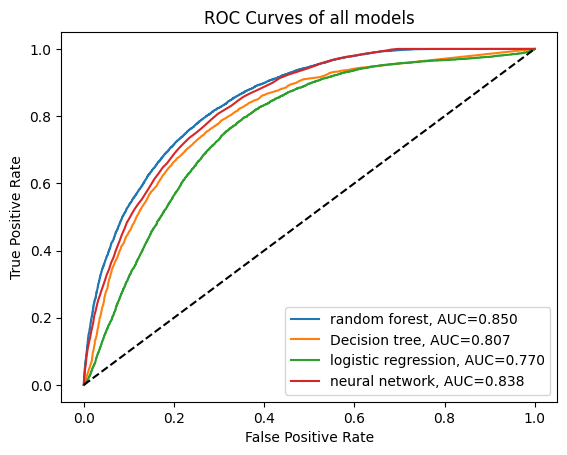 ROC Curves of all models
True Positive Rate
1.0
0.8
0.6
0.4
0.2
0.0
random forest, AUC=0.850
Decision tree, AUC=0.807
logistic regression, AUC=0.770
neural network, AUC=0.838
0.0 0.2 0.4 0.6 0.8 1.0
False Positive Rate